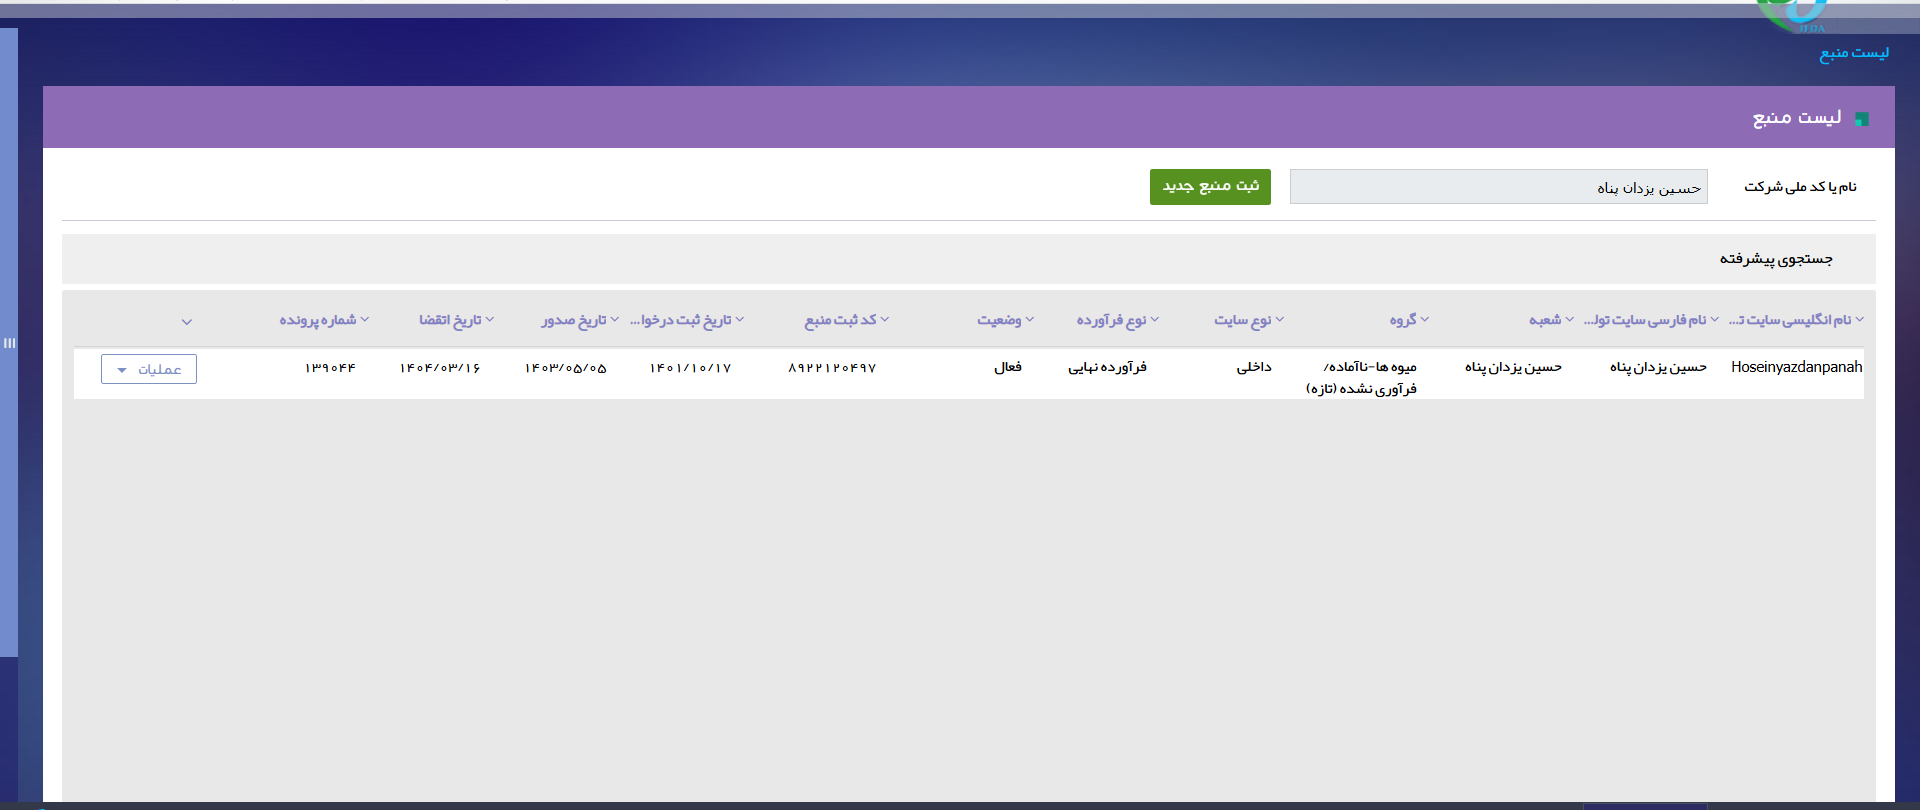 IFDA
لیست منبع
لیست منبع
نام یا کد ملی شرکت
حسین یزدان پناه
ثبت منبع جدید
جستجوی پیشرفته
نام انگلیسی سایت تـ... نام فارسی سایت تولـ... شعبه گروه نوع سایت نوع فرآورده وضعیت کد ثبت منبع تاریخ ثبت درخوا... تاریخ صدور تاریخ انقضا شماره پرونده
Hoseinyazdanpanah حسین یزدان پناه حسین یزدان پناه میوه ها-ناآماده/ داخلی فرآورده نهایی فعال ۸۹۲۲۱۲۰۴۹۷ ۱۴۰۱/۱۰/۱۷ ۱۴۰۳/۰۵/۰۵ ۱۴۰۴/۰۳/۱۶ ۱۳۹۰۴۴ عملیات
فرآوری نشده (تازه)